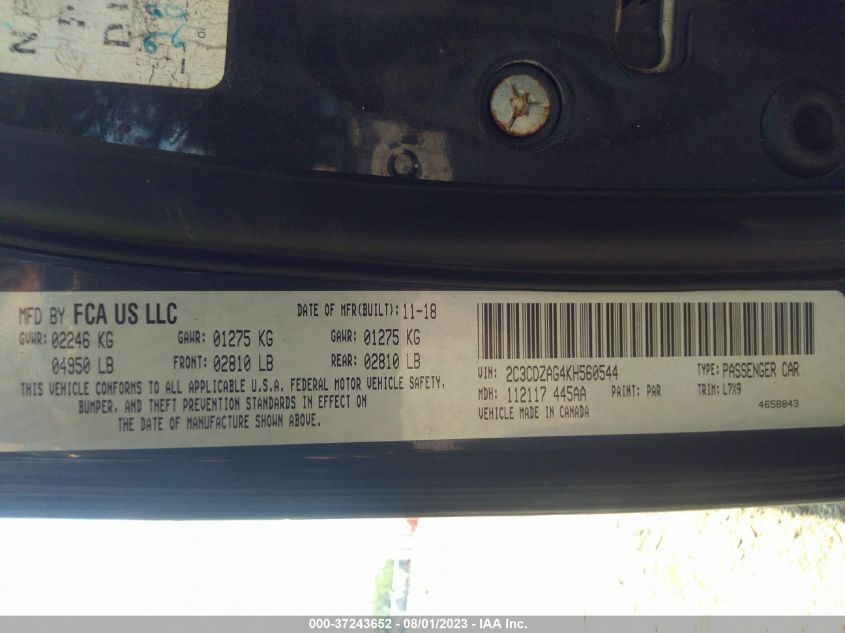 MFD BY FCA US LLC DATE OF MFR(BUILT): 11-18
GVWR: 02246 KG GAWR: 01275 KG GAWR: 01275 KG
04950 LB FRONT: 02810 LB REAR: 02810 LB
THIS VEHICLE CONFORMS TO ALL APPLICABLE U.S.A. FEDERAL MOTOR VEHICLE SAFETY,
BUMPER, AND THEFT PREVENTION STANDARDS IN EFFECT ON
THE DATE OF MANUFACTURE SHOWN ABOVE.
VIN: 2C3CDZAG4KH560544 TYPE: PASSENGER CAR
MDH: 112117 445AA PAINT: PAR TRIM: L7X9
VEHICLE MADE IN CANADA 4658843
000-37243652 - 08/01/2023 - IAA Inc.